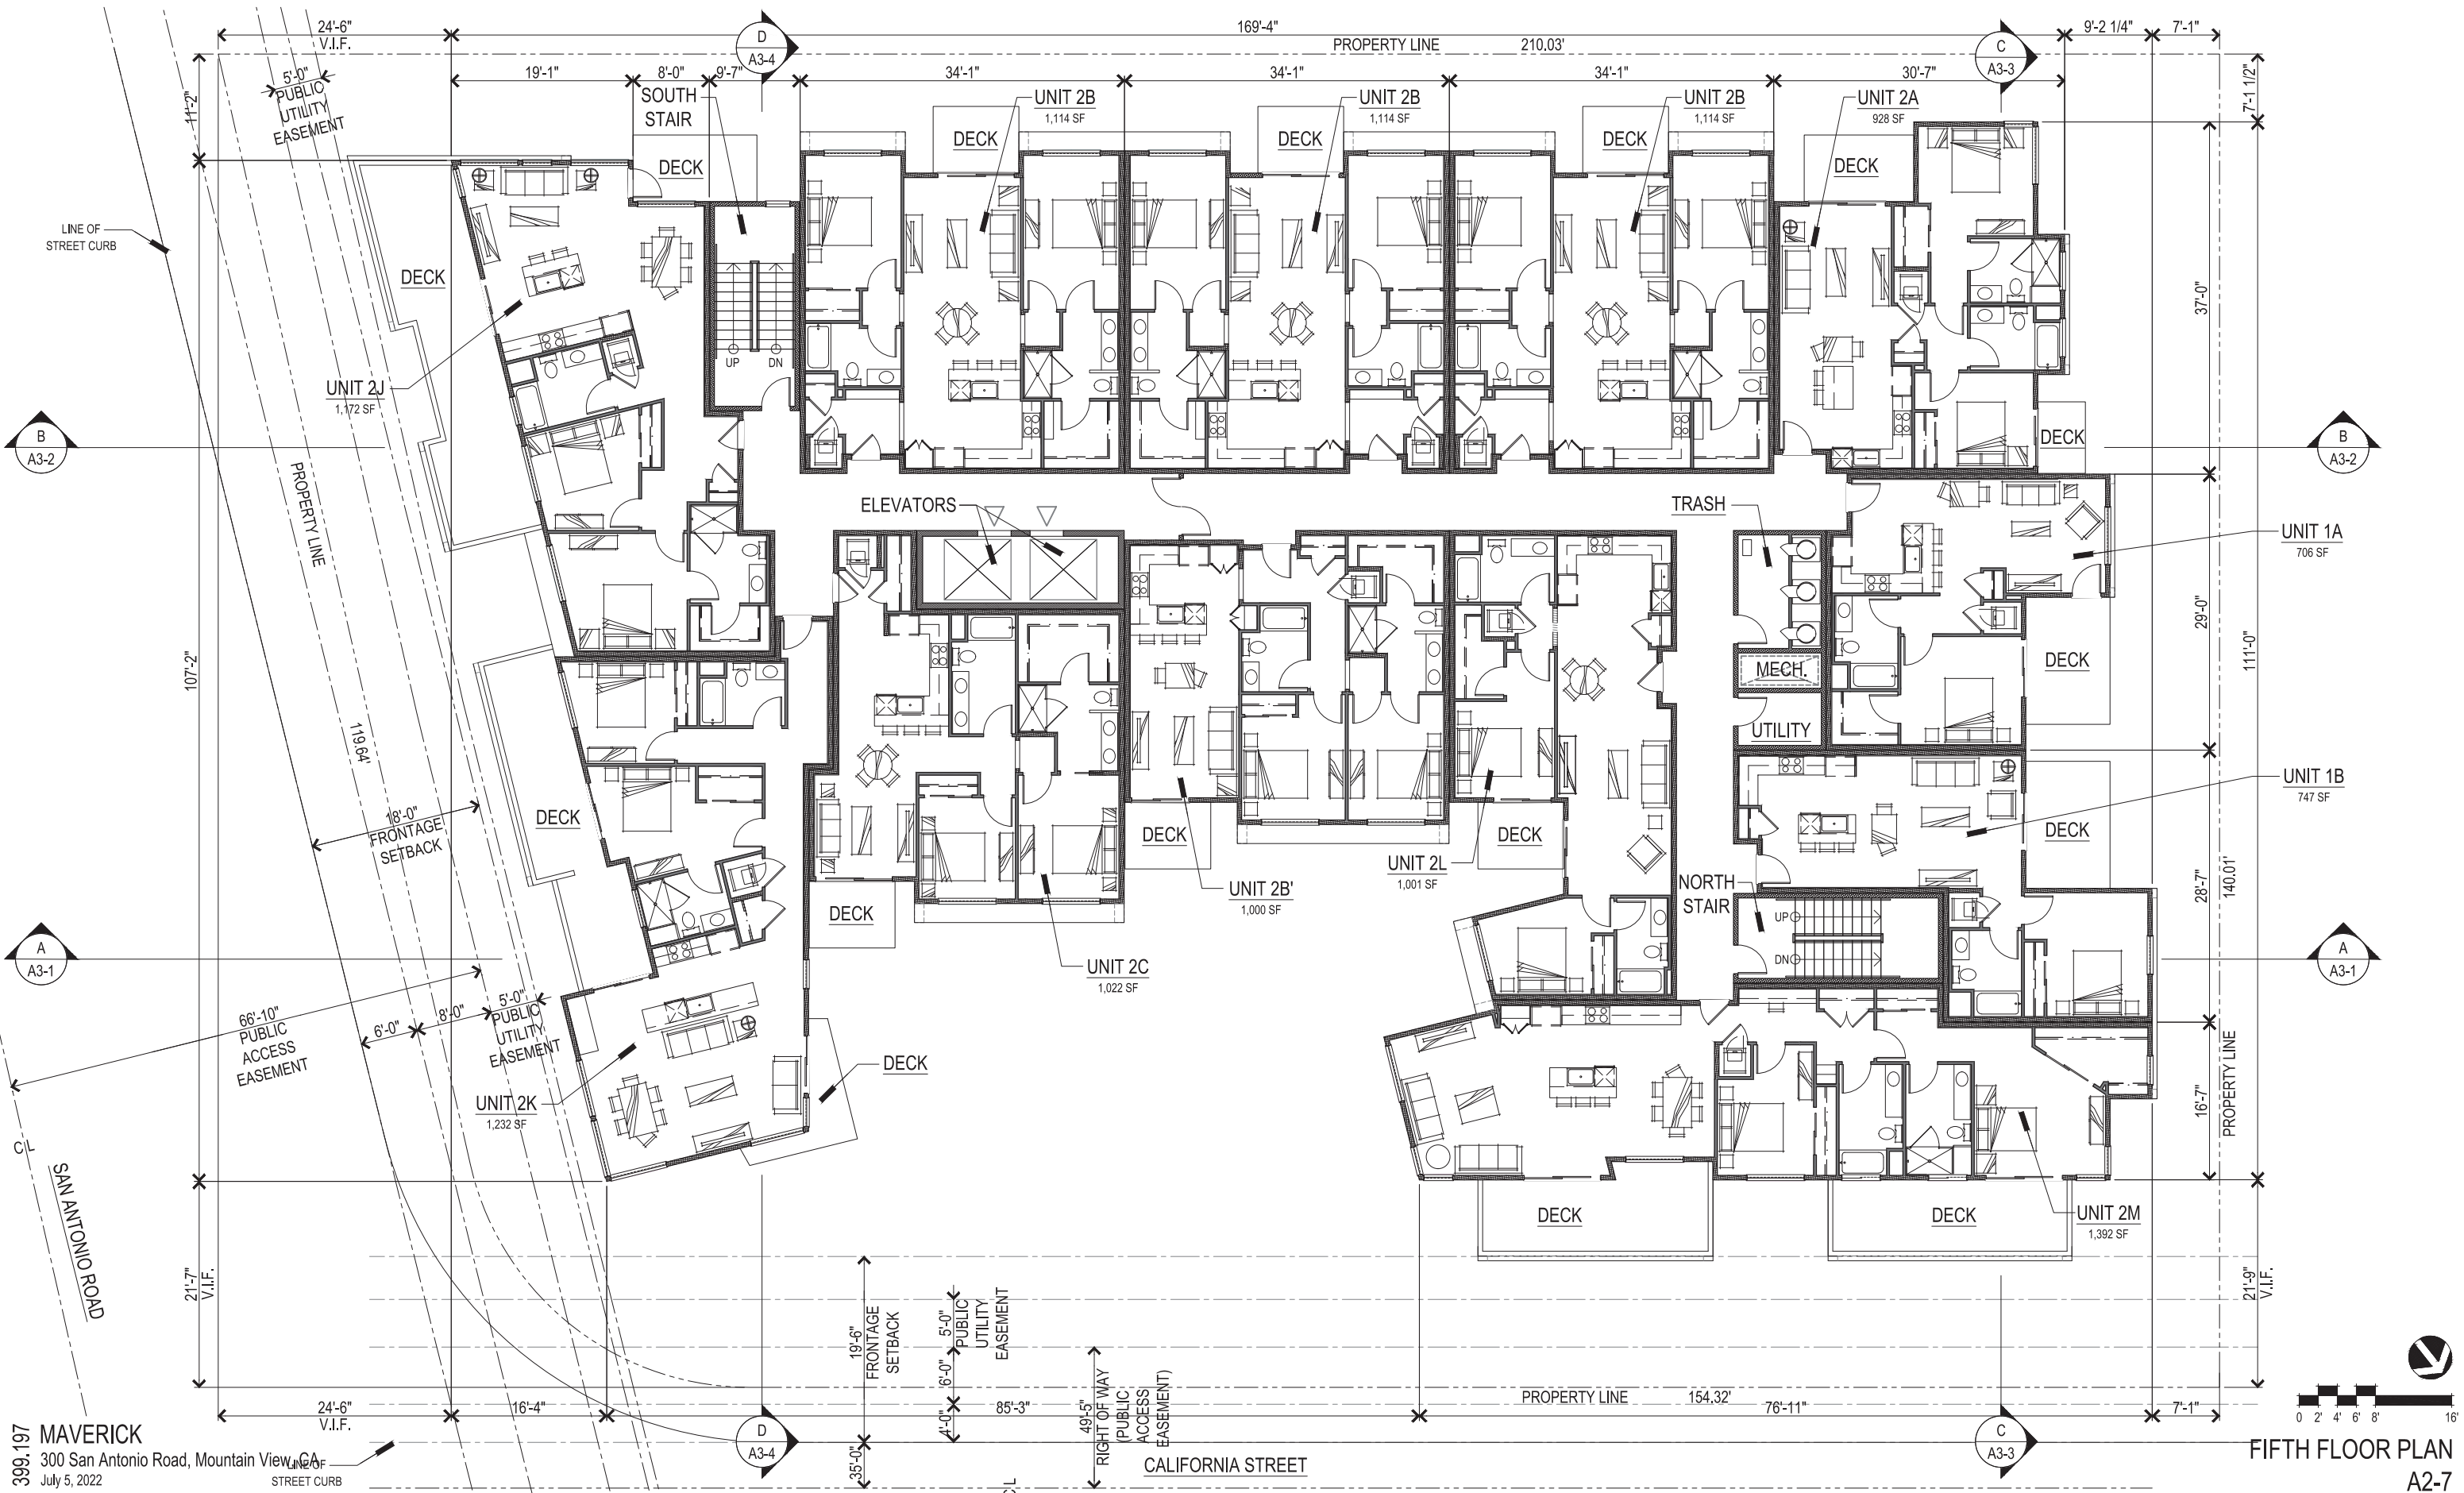 24'-6"
V.I.F.
169'-4"
9'-2 1/4"
7'-1"
D
A3-4
PROPERTY LINE 210.03'
C
A3-3
5'-0"
PUBLIC
UTILITY
EASEMENT
19'-1"
8'-0"
9'-7"
34'-1"
34'-1"
34'-1"
30'-7"
11'-2"
7'-1 1/2"
SOUTH
STAIR
UNIT 2B
1,114 SF
UNIT 2B
1,114 SF
UNIT 2B
1,114 SF
UNIT 2A
928 SF
DECK
DECK
DECK
DECK
DECK
LINE OF
STREET CURB
DECK
37'-0"
UP
DN
UNIT 2J
1,172 SF
B
A3-2
DECK
B
A3-2
PROPERTY LINE
ELEVATORS
TRASH
UNIT 1A
706 SF
107'-2"
29'-0"
111'-0"
MECH.
DECK
UTILITY
119.64'
UNIT 1B
747 SF
18'-0"
FRONTAGE
SETBACK
DECK
DECK
DECK
DECK
UNIT 2L
1,001 SF
UNIT 2B'
1,000 SF
NORTH
STAIR
28'-7"
140.01'
DECK
UP
DN
A
A3-1
UNIT 2C
1,022 SF
A
A3-1
66'-10"
PUBLIC
ACCESS
EASEMENT
6'-0"
8'-0"
5'-0"
PUBLIC
UTILITY
EASEMENT
DECK
UNIT 2K
1,232 SF
16'-7"
PROPERTY LINE
CL
SAN ANTONIO ROAD
DECK
DECK
UNIT 2M
1,392 SF
21'-7"
V.I.F.
21'-9"
V.I.F.
19'-6"
FRONTAGE
SETBACK
5'-0"
PUBLIC
UTILITY
EASEMENT
6'-0"
4'-0"
35'-0"
49'-5"
RIGHT OF WAY
(PUBLIC
ACCESS
EASEMENT)
PROPERTY LINE 154.32'
24'-6"
V.I.F.
16'-4"
85'-3"
76'-11"
7'-1"
D
A3-4
C
A3-3
0 2' 4' 6' 8' 16'
399.197
MAVERICK
300 San Antonio Road, Mountain View, CA
July 5, 2022
LINE OF
STREET CURB
CL
CALIFORNIA STREET
FIFTH FLOOR PLAN
A2-7